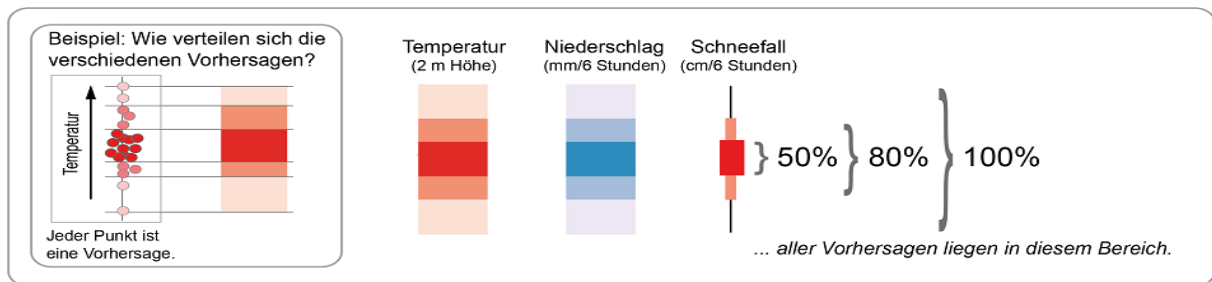 Beispiel: Wie verteilen sich die
verschiedenen Vorhersagen?
Temperatur
Jeder Punkt ist
eine Vorhersage.
Temperatur
(2 m Höhe)
Niederschlag
(mm/6 Stunden)
Schneefall
(cm/6 Stunden)
50%
80%
100%
... aller Vorhersagen liegen in diesem Bereich.